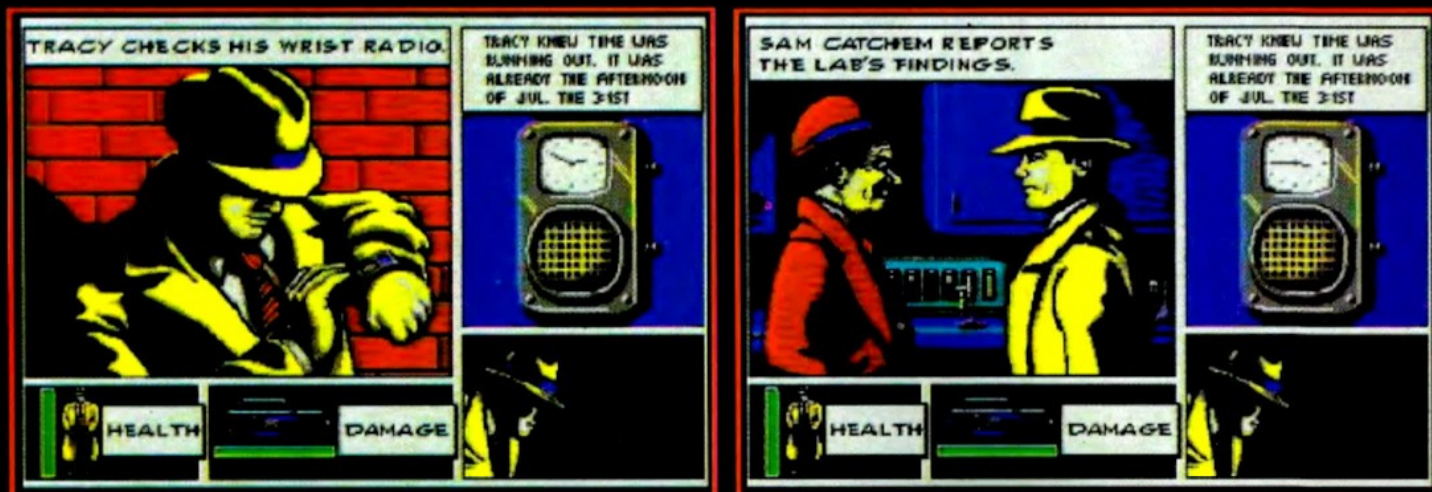 TRACY CHECKS HIS WRIST RADIO.
TRACY KNEW TIME WAS
RUNNING OUT. IT WAS
ALREADY THE AFTERNOON
OF JUL. THE 31ST
HEALTH
DAMAGE
SAM CATCHEM REPORTS
THE LAB'S FINDINGS.
TRACY KNEW TIME WAS
RUNNING OUT. IT WAS
ALREADY THE AFTERNOON
OF JUL. THE 31ST
HEALTH
DAMAGE